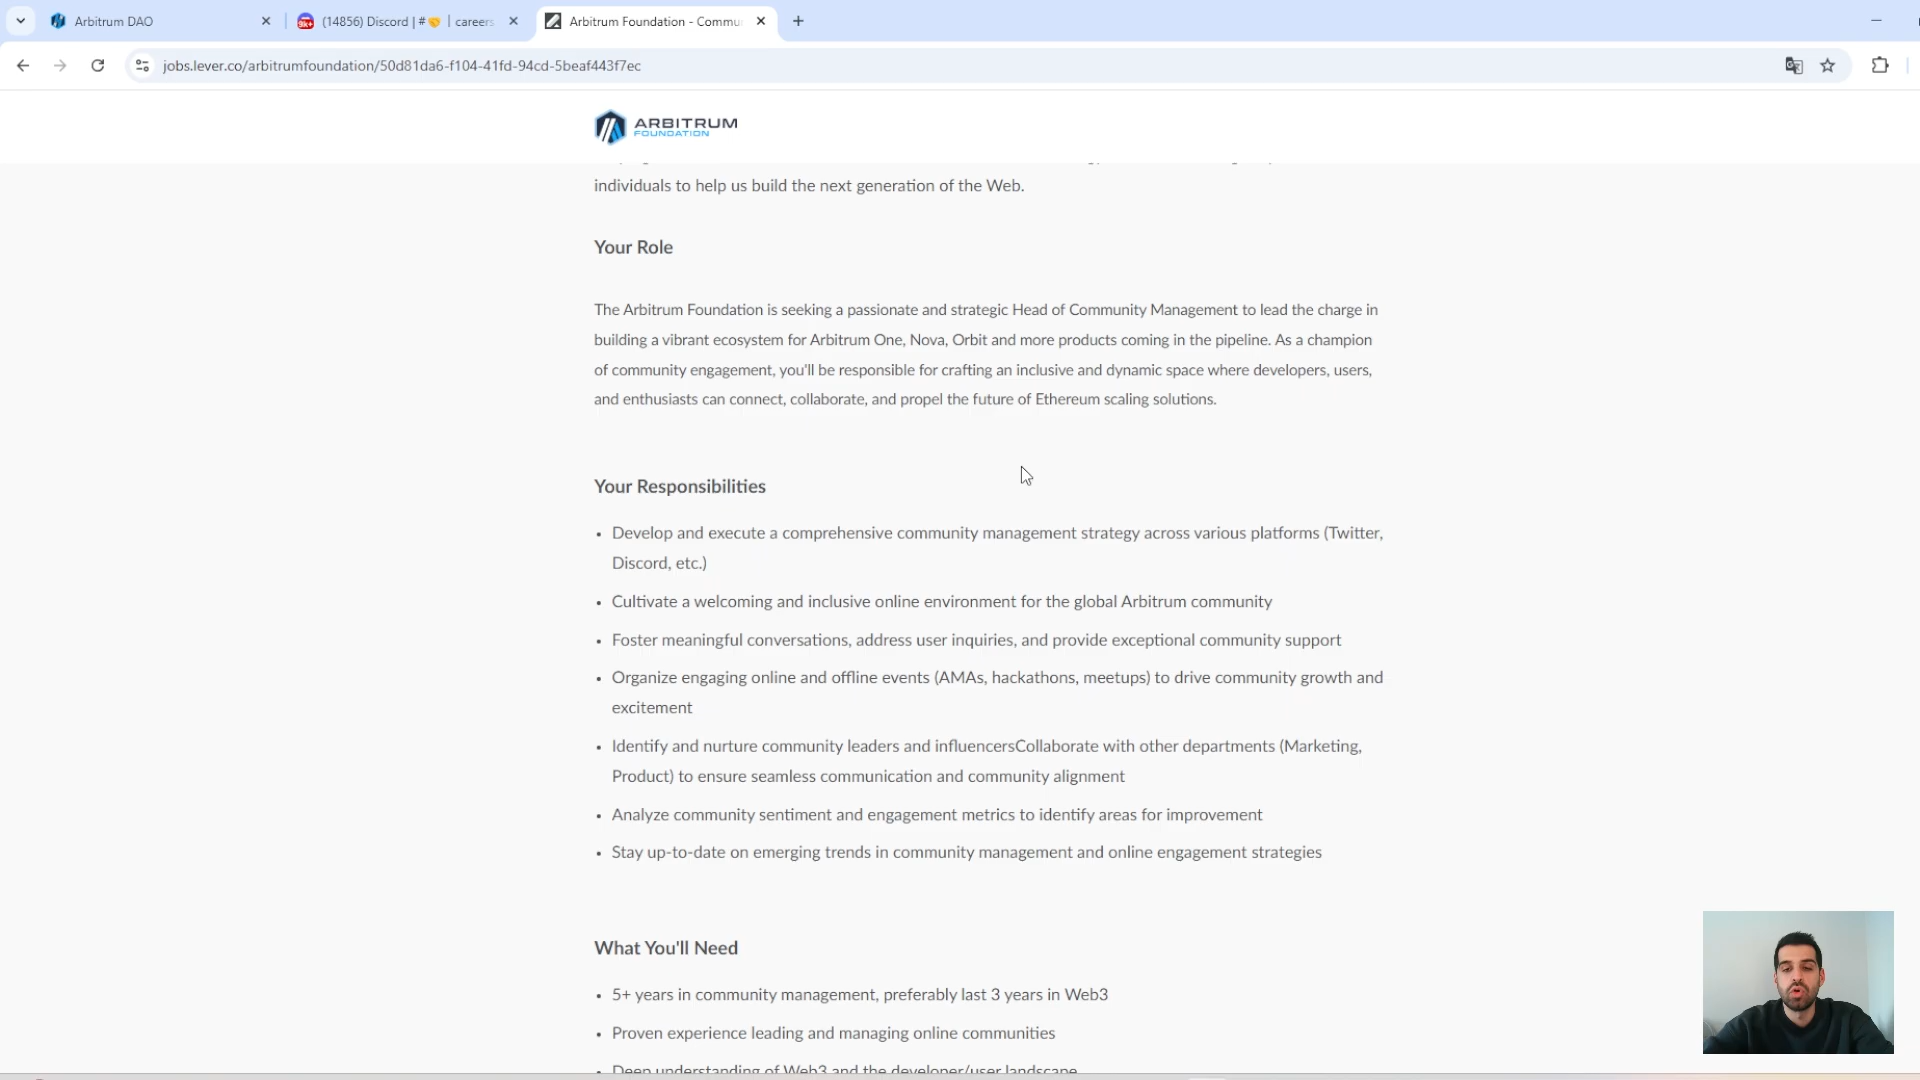 Arbitrum DAO
(14856) Discord | # 🤝 | careers
Arbitrum Foundation - Commu
jobs.lever.co/arbitrumfoundation/50d81da6-f104-41fd-94cd-5beaf443f7ec
ARBITRUM
FOUNDATION
individuals to help us build the next generation of the Web.
Your Role
The Arbitrum Foundation is seeking a passionate and strategic Head of Community Management to lead the charge in
building a vibrant ecosystem for Arbitrum One, Nova, Orbit and more products coming in the pipeline. As a champion
of community engagement, you'll be responsible for crafting an inclusive and dynamic space where developers, users,
and enthusiasts can connect, collaborate, and propel the future of Ethereum scaling solutions.
Your Responsibilities
• Develop and execute a comprehensive community management strategy across various platforms (Twitter,
Discord, etc.)
• Cultivate a welcoming and inclusive online environment for the global Arbitrum community
• Foster meaningful conversations, address user inquiries, and provide exceptional community support
• Organize engaging online and offline events (AMAs, hackathons, meetups) to drive community growth and
excitement
• Identify and nurture community leaders and influencersCollaborate with other departments (Marketing,
Product) to ensure seamless communication and community alignment
• Analyze community sentiment and engagement metrics to identify areas for improvement
• Stay up-to-date on emerging trends in community management and online engagement strategies
What You'll Need
• 5+ years in community management, preferably last 3 years in Web3
• Proven experience leading and managing online communities
• Deep understanding of Web3 and the developer/user landscape